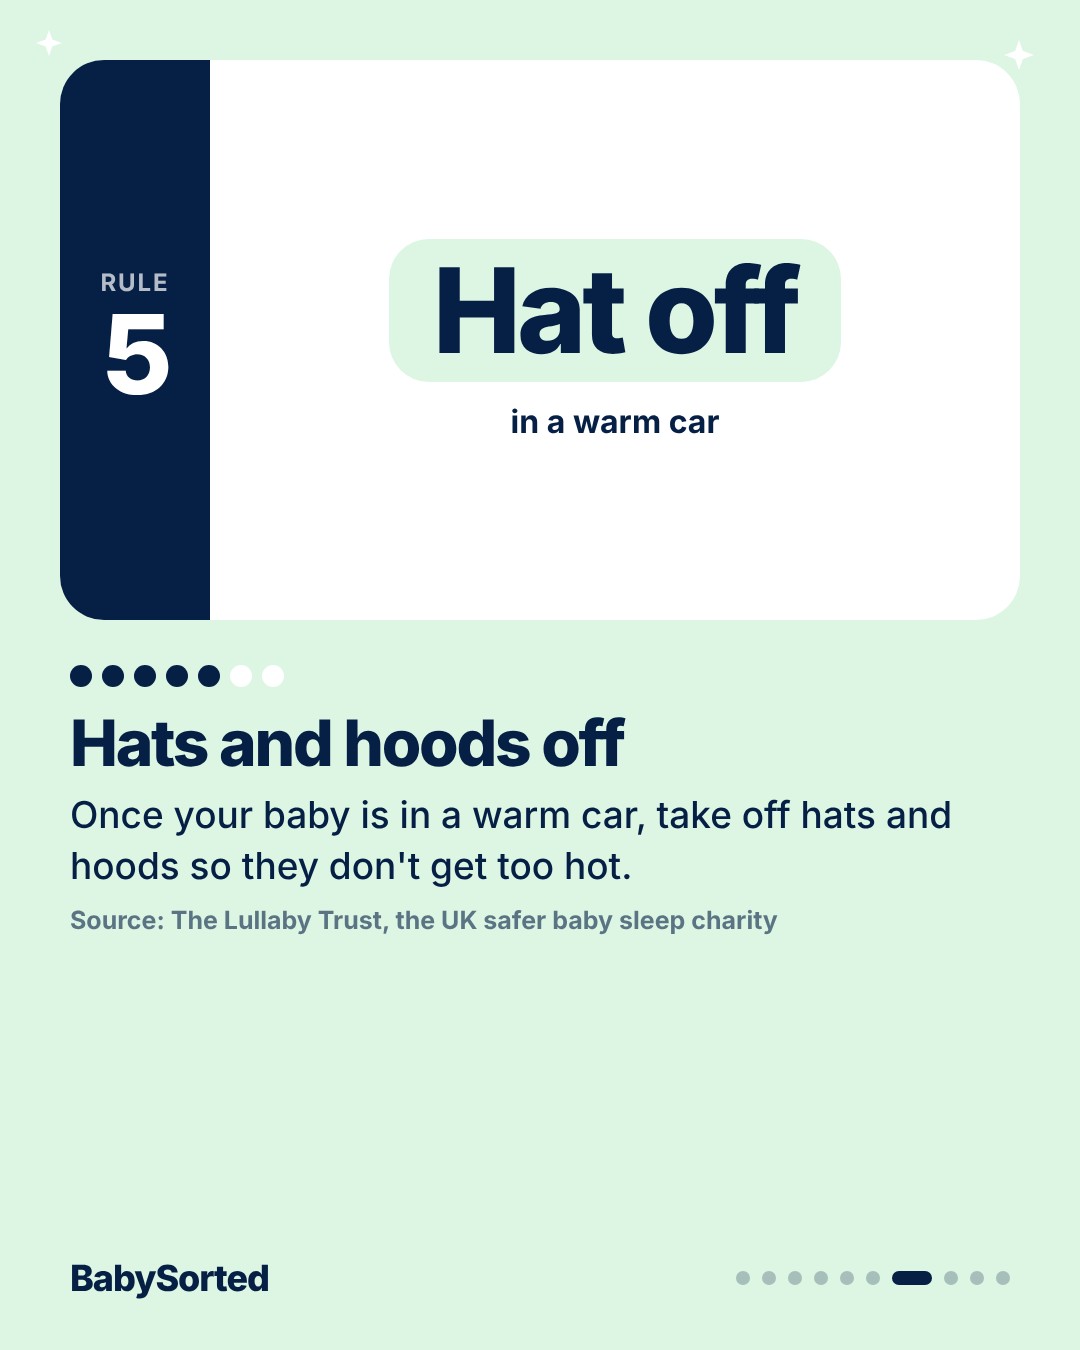 RULE
5
Hat off
in a warm car
Hats and hoods off
Once your baby is in a warm car, take off hats and
hoods so they don't get too hot.
Source: The Lullaby Trust, the UK safer baby sleep charity
BabySorted